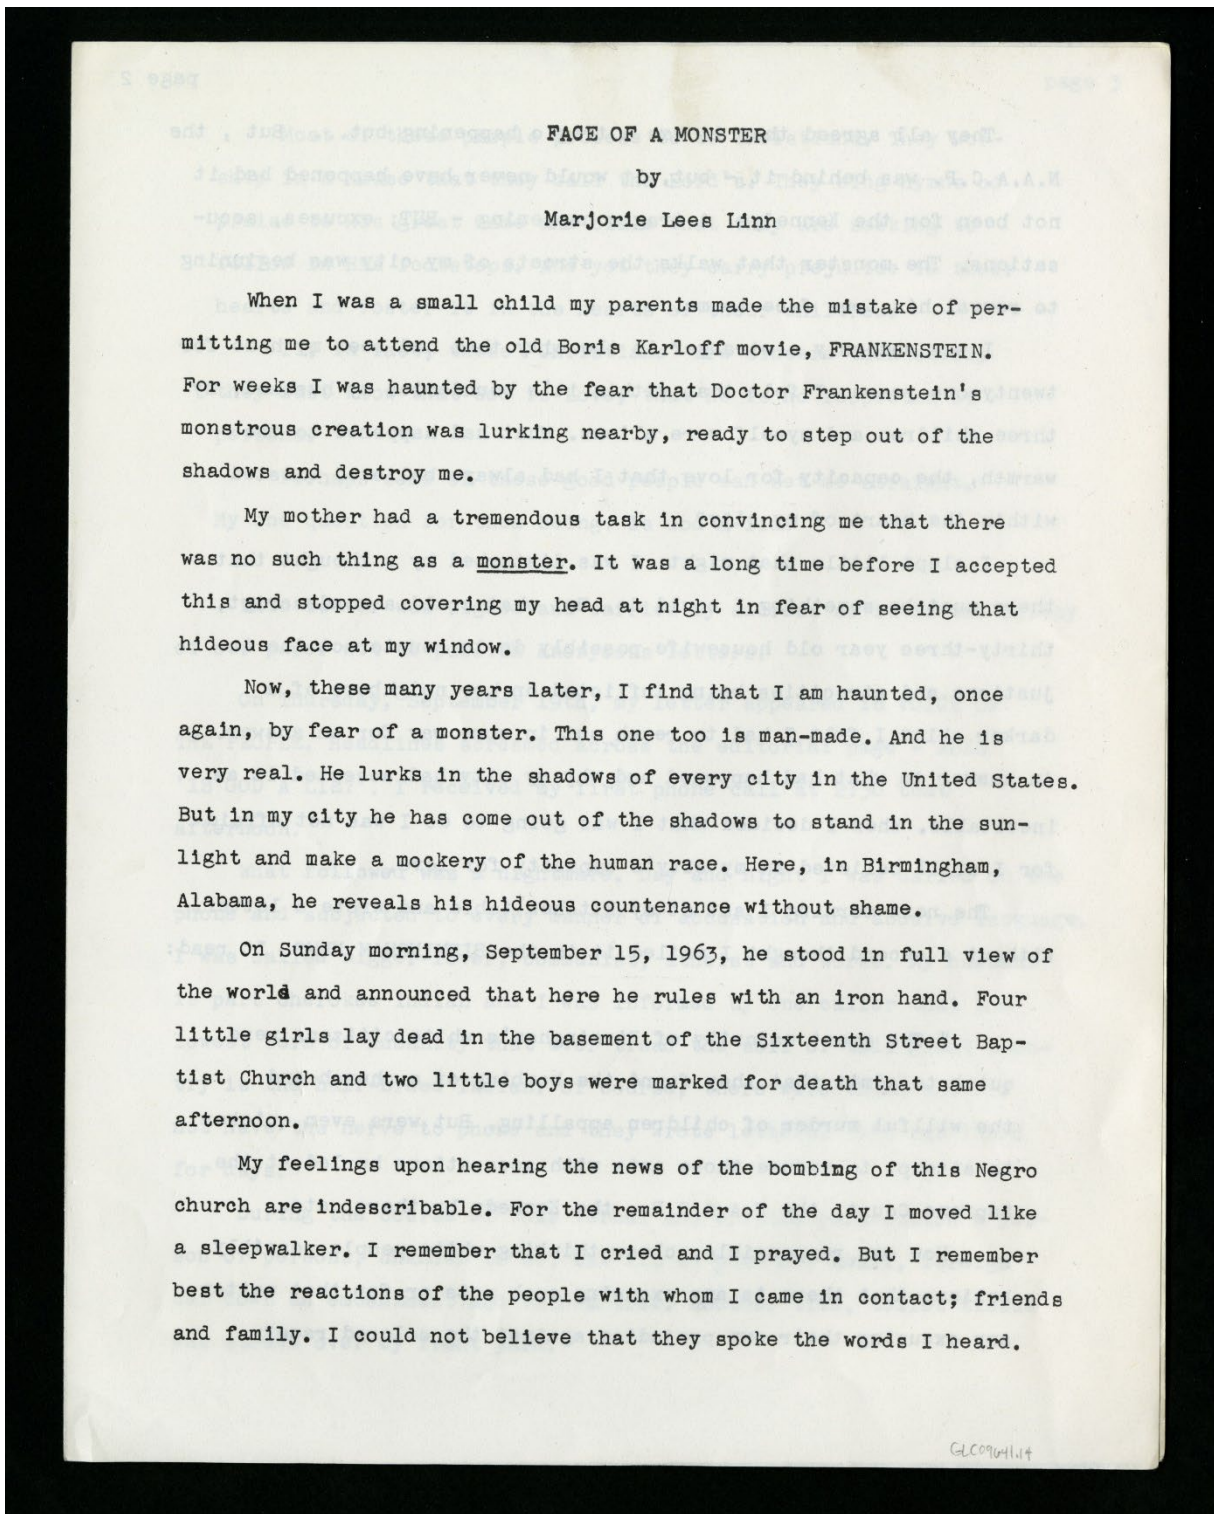 FACE OF A MONSTER
by
Marjorie Lees Linn
When I was a small child my parents made the mistake of per-
mitting me to attend the old Boris Karloff movie, FRANKENSTEIN.
For weeks I was haunted by the fear that Doctor Frankenstein's
monstrous creation was lurking nearby, ready to step out of the
shadows and destroy me.
My mother had a tremendous task in convincing me that there
was no such thing as a monster. It was a long time before I accepted
this and stopped covering my head at night in fear of seeing that
hideous face at my window.
Now, these many years later, I find that I am haunted, once
again, by fear of a monster. This one too is man-made. And he is
very real. He lurks in the shadows of every city in the United States.
But in my city he has come out of the shadows to stand in the sun-
light and make a mockery of the human race. Here, in Birmingham,
Alabama, he reveals his hideous countenance without shame.
On Sunday morning, September 15, 1963, he stood in full view of
the world and announced that here he rules with an iron hand. Four
little girls lay dead in the basement of the Sixteenth Street Bap-
tist Church and two little boys were marked for death that same
afternoon.
My feelings upon hearing the news of the bombing of this Negro
church are indescribable. For the remainder of the day I moved like
a sleepwalker. I remember that I cried and I prayed. But I remember
best the reactions of the people with whom I came in contact; friends
and family. I could not believe that they spoke the words I heard.
GLC09641.14